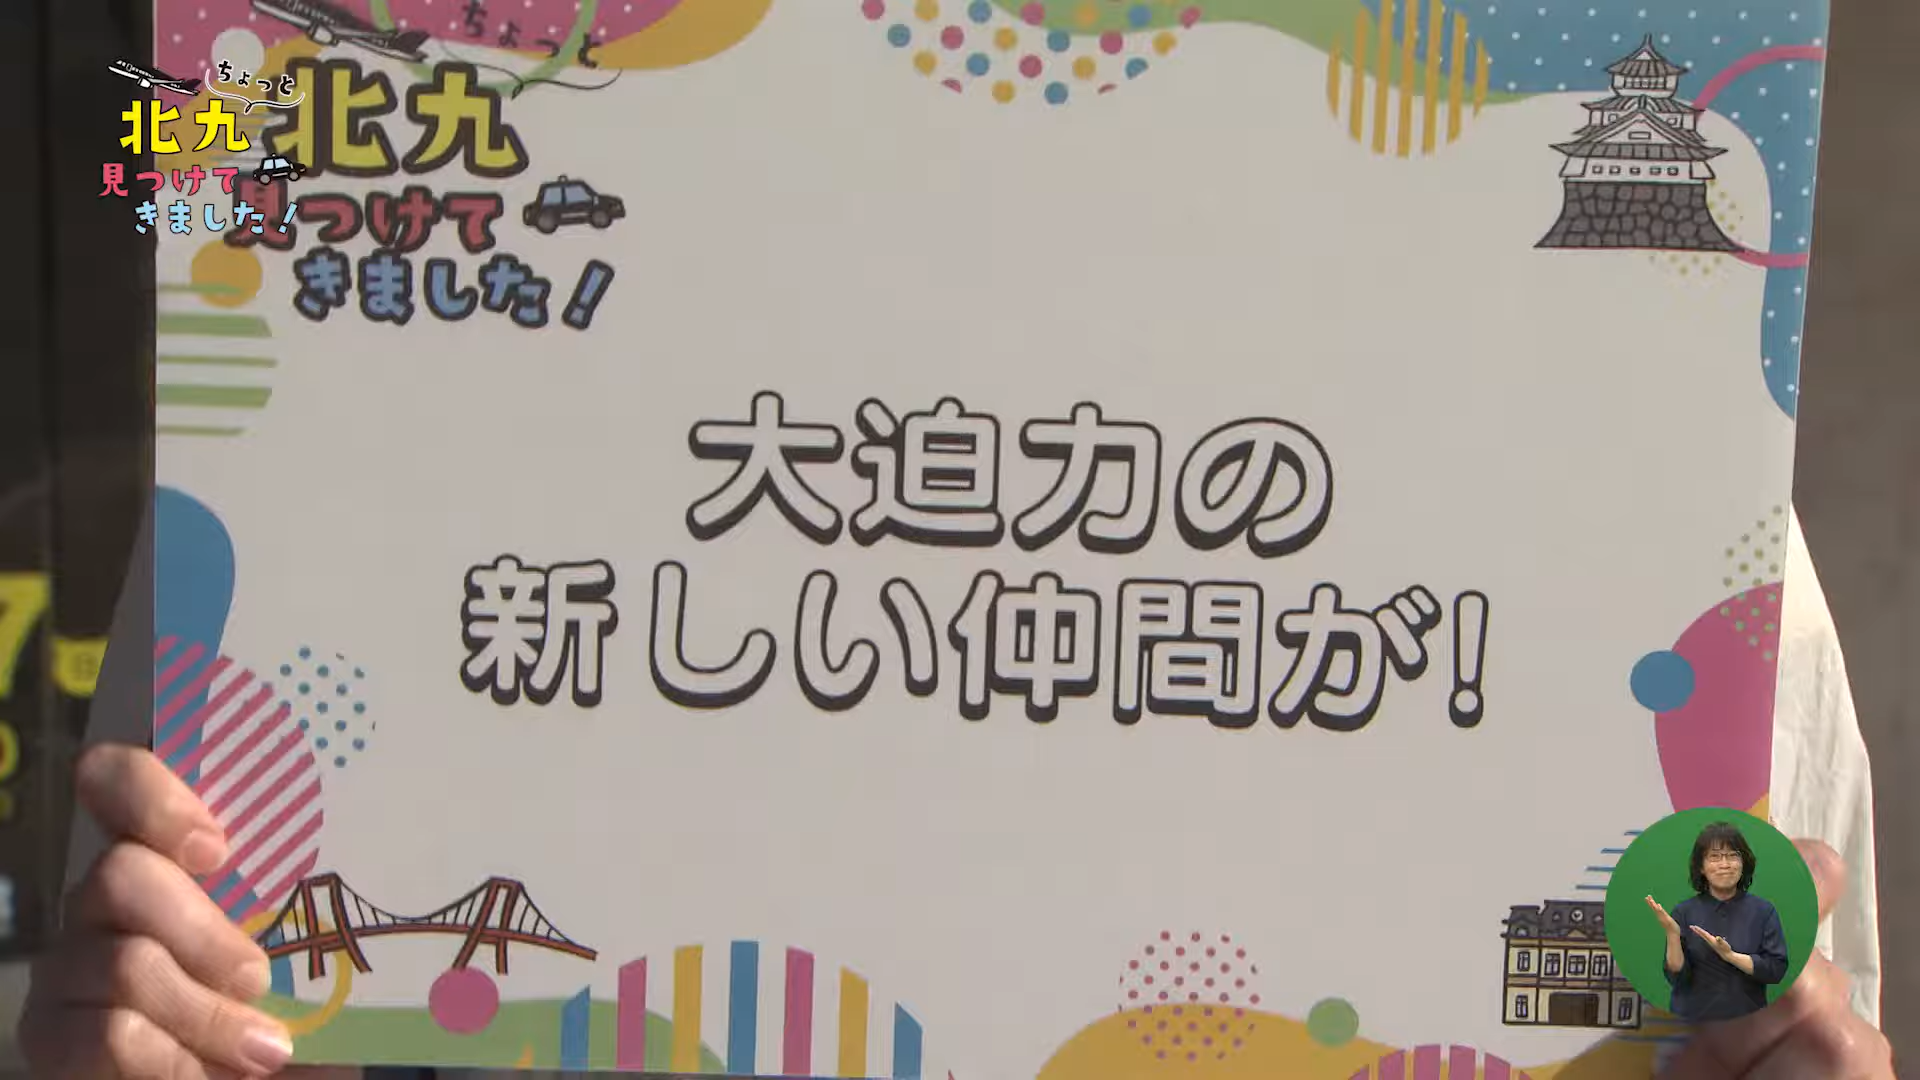 ちょっと
北九
見つけて
きました!
ちょっと
北九
見つけて
きました!
大迫力の
新しい仲間が!
7